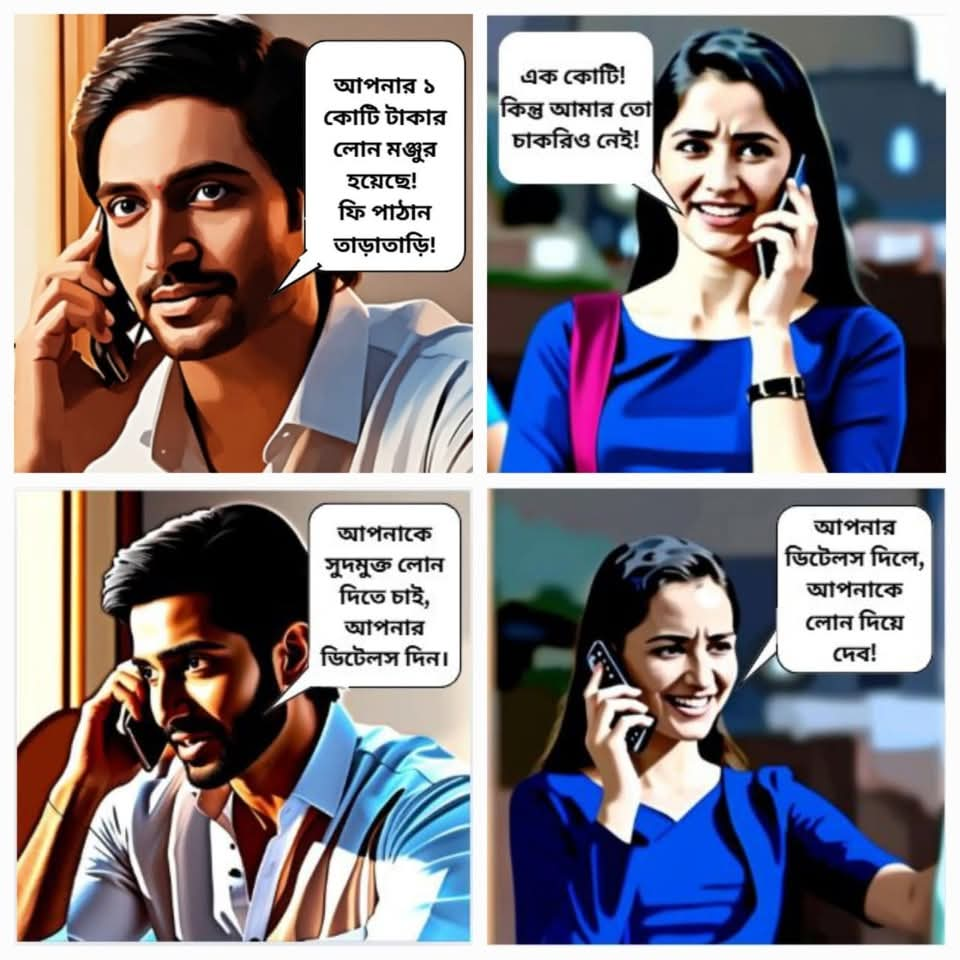 আপনার ১
কোটি টাকার
লোন মঞ্জুর
হয়েছে!
ফি পাঠান
তাড়াতাড়ি!
এক কোটি!
কিন্তু আমার তো
চাকরিও নেই!
আপনাকে
সুদমুক্ত লোন
দিতে চাই,
আপনার
ডিটেলস দিন।
আপনার
ডিটেলস দিলে,
আপনাকে
লোন দিয়ে
দেব!